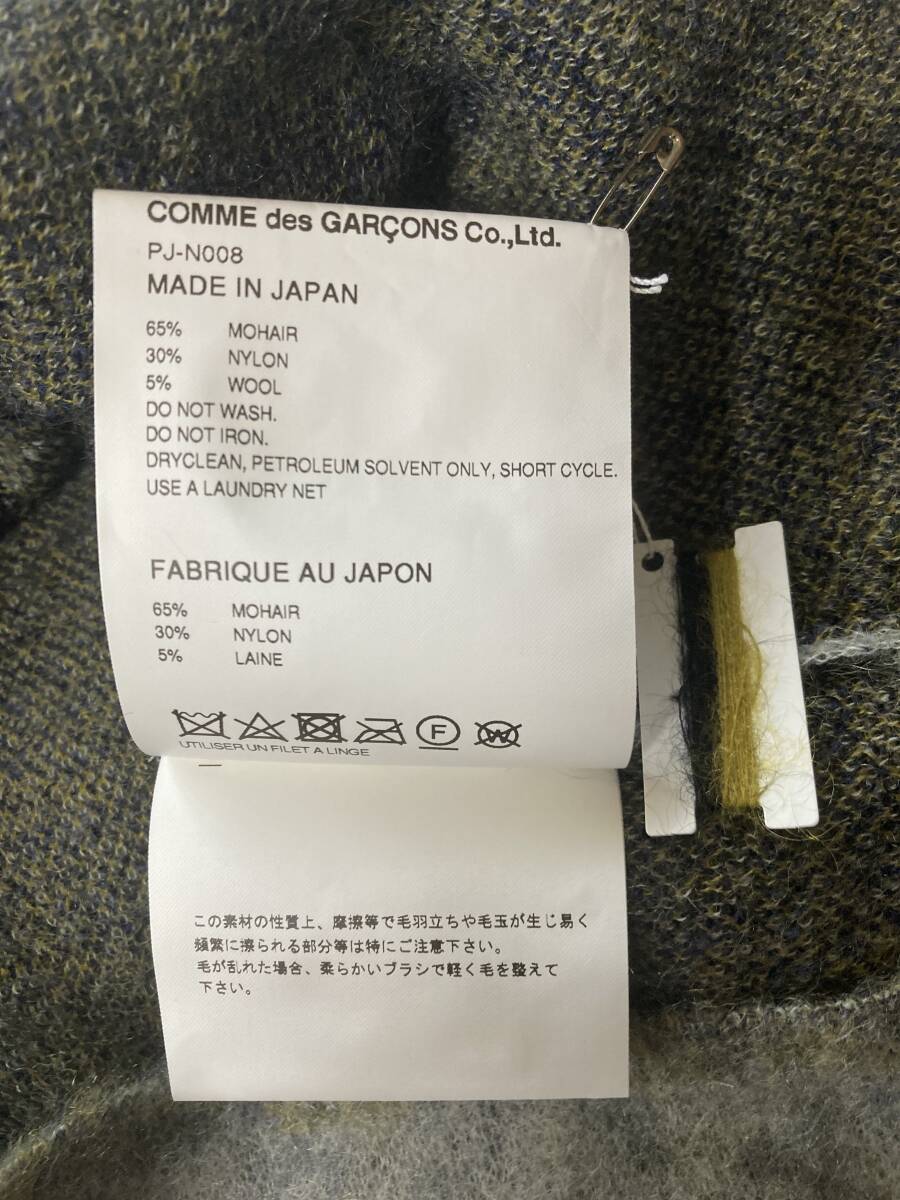 COMME des GARÇONS Co.,Ltd.
PJ-N008
MADE IN JAPAN
65% MOHAIR
30% NYLON
5% WOOL
DO NOT WASH.
DO NOT IRON.
DRYCLEAN, PETROLEUM SOLVENT ONLY, SHORT CYCLE.
USE A LAUNDRY NET
FABRIQUE AU JAPON
65% MOHAIR
30% NYLON
5% LAINE
F W
UTILISER UN FILET A LINGE
この素材の性質上、摩擦等で毛羽立ちや毛玉が生じ易く
頻繁に擦られる部分等は特にご注意下さい。
毛が乱れた場合、柔らかいブラシで軽く毛を整えて
下さい。